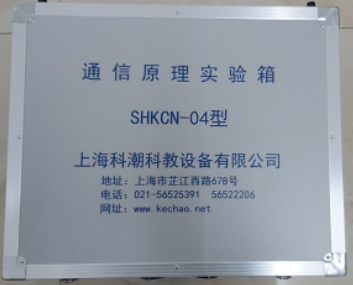 通信原理实验箱
SHKCN-04型
上海科潮科教设备有限公司
地址: 上海市芷江西路678号
电话: 021-56525391 56522206
网址: www.kechao.net